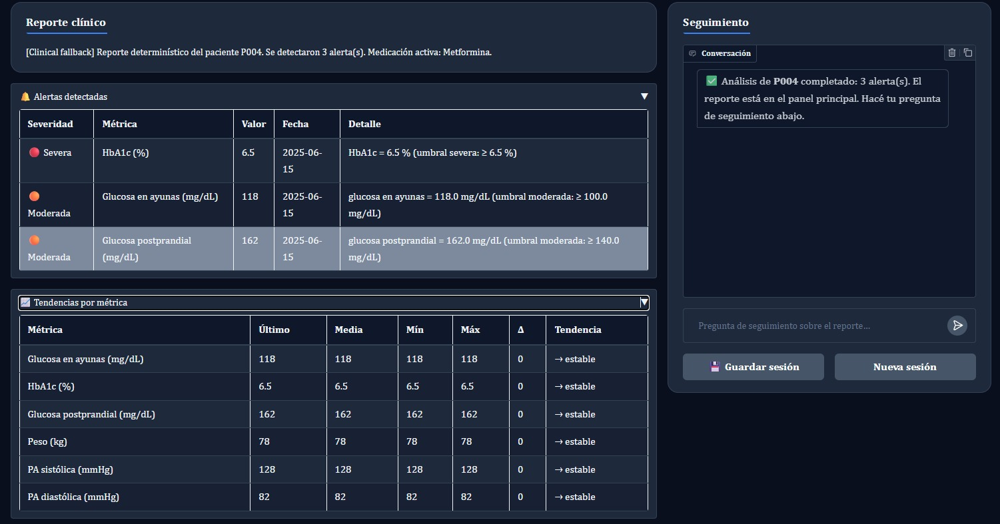 Reporte clínico
[Clinical fallback] Reporte determinístico del paciente P004. Se detectaron 3 alerta(s). Medicación activa: Metformina.
Alertas detectadas
Severidad Métrica Valor Fecha Detalle
Severa HbA1c (%) 6.5 2025-06-15 HbA1c = 6.5 % (umbral severa: ≥ 6.5 %)
Moderada Glucosa en ayunas (mg/dL) 118 2025-06-15 glucosa en ayunas = 118.0 mg/dL (umbral moderada: ≥ 100.0 mg/dL)
Moderada Glucosa postprandial (mg/dL) 162 2025-06-15 glucosa postprandial = 162.0 mg/dL (umbral moderada: ≥ 140.0 mg/dL)
Tendencias por métrica
Métrica Último Media Mín Máx Δ Tendencia
Glucosa en ayunas (mg/dL) 118 118 118 118 0 → estable
HbA1c (%) 6.5 6.5 6.5 6.5 0 → estable
Glucosa postprandial (mg/dL) 162 162 162 162 0 → estable
Peso (kg) 78 78 78 78 0 → estable
PA sistólica (mmHg) 128 128 128 128 0 → estable
PA diastólica (mmHg) 82 82 82 82 0 → estable
Seguimiento
Conversación
✅ Análisis de P004 completado: 3 alerta(s). El
reporte está en el panel principal. Hacé tu pregunta
de seguimiento abajo.
Pregunta de seguimiento sobre el reporte...
Guardar sesión Nueva sesión